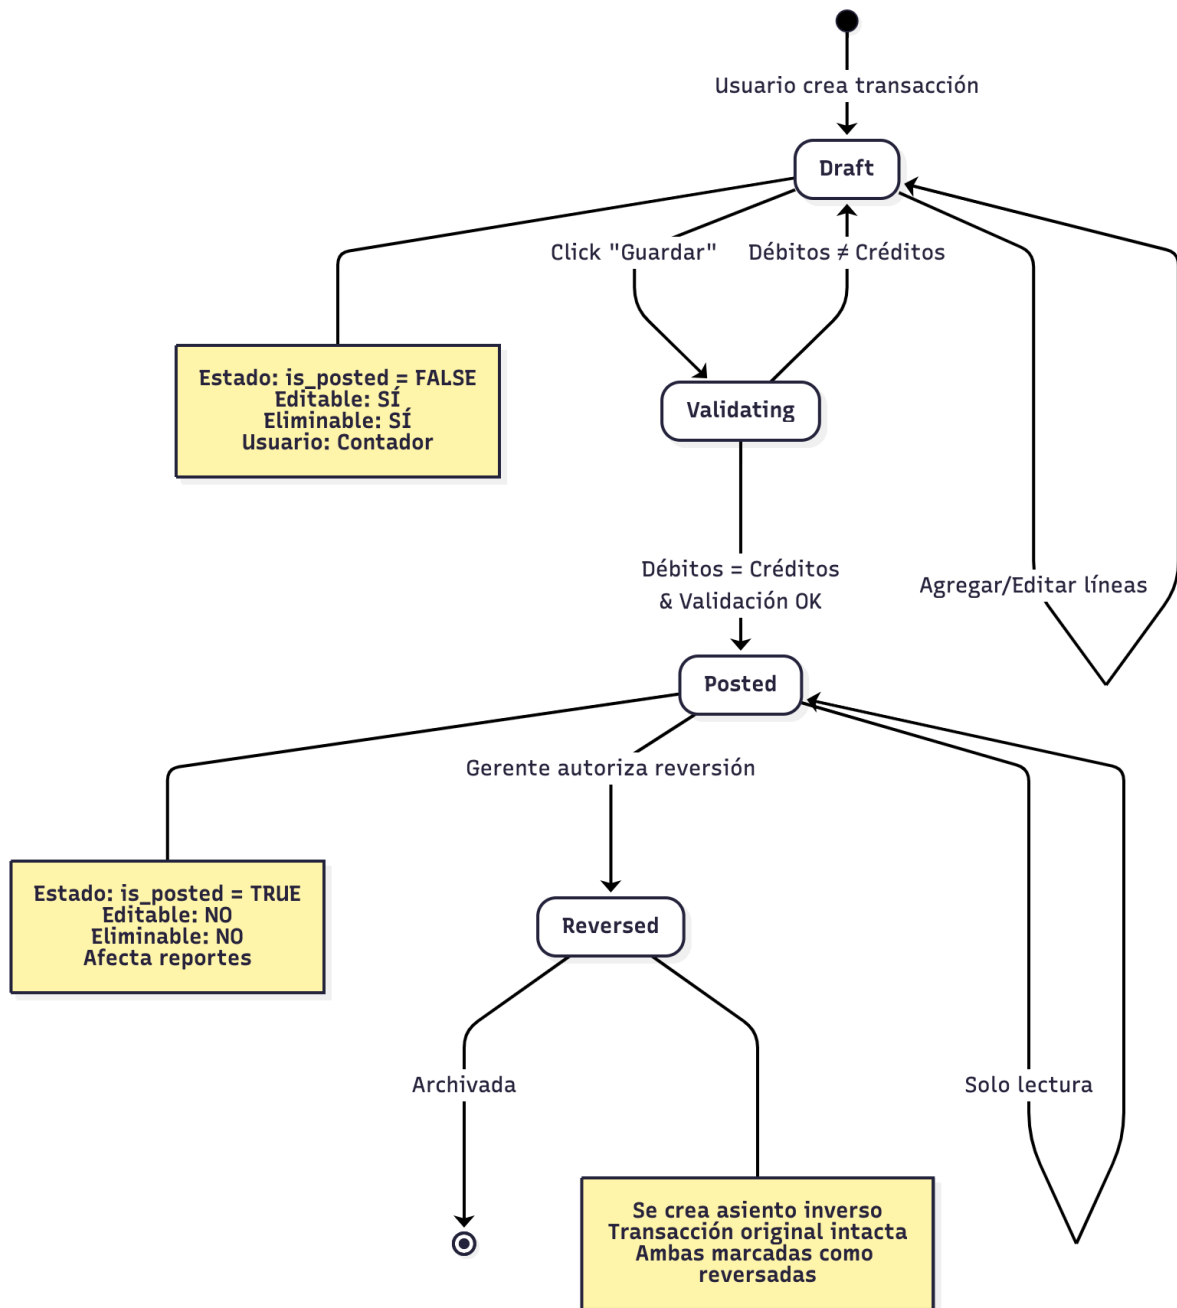 Usuario crea transacción
Draft
Click "Guardar"
Débitos ≠ Créditos
Estado: is_posted = FALSE
Editable: SÍ
Eliminable: SÍ
Usuario: Contador
Validating
Débitos = Créditos
& Validación OK
Agregar/Editar líneas
Posted
Gerente autoriza reversión
Estado: is_posted = TRUE
Editable: NO
Eliminable: NO
Afecta reportes
Reversed
Archivada
Solo lectura
Se crea asiento inverso
Transacción original intacta
Ambas marcadas como
reversadas